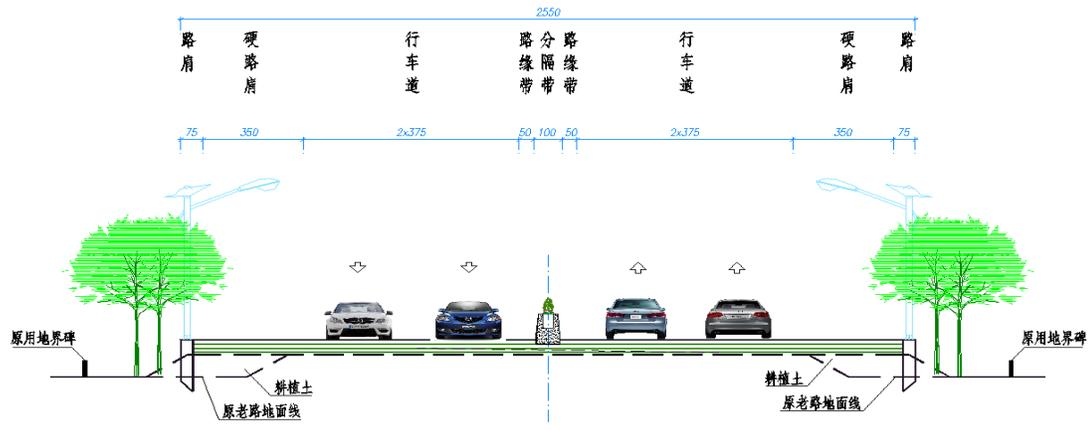 2550
路肩
硬路肩
行车道
路缘带
分隔带
路缘带
行车道
硬路肩
路肩
75
350
2x375
50
100
50
2x375
350
75
原用地界碑
原用地界碑
耕植土
耕植土
原老路地面线
原老路地面线